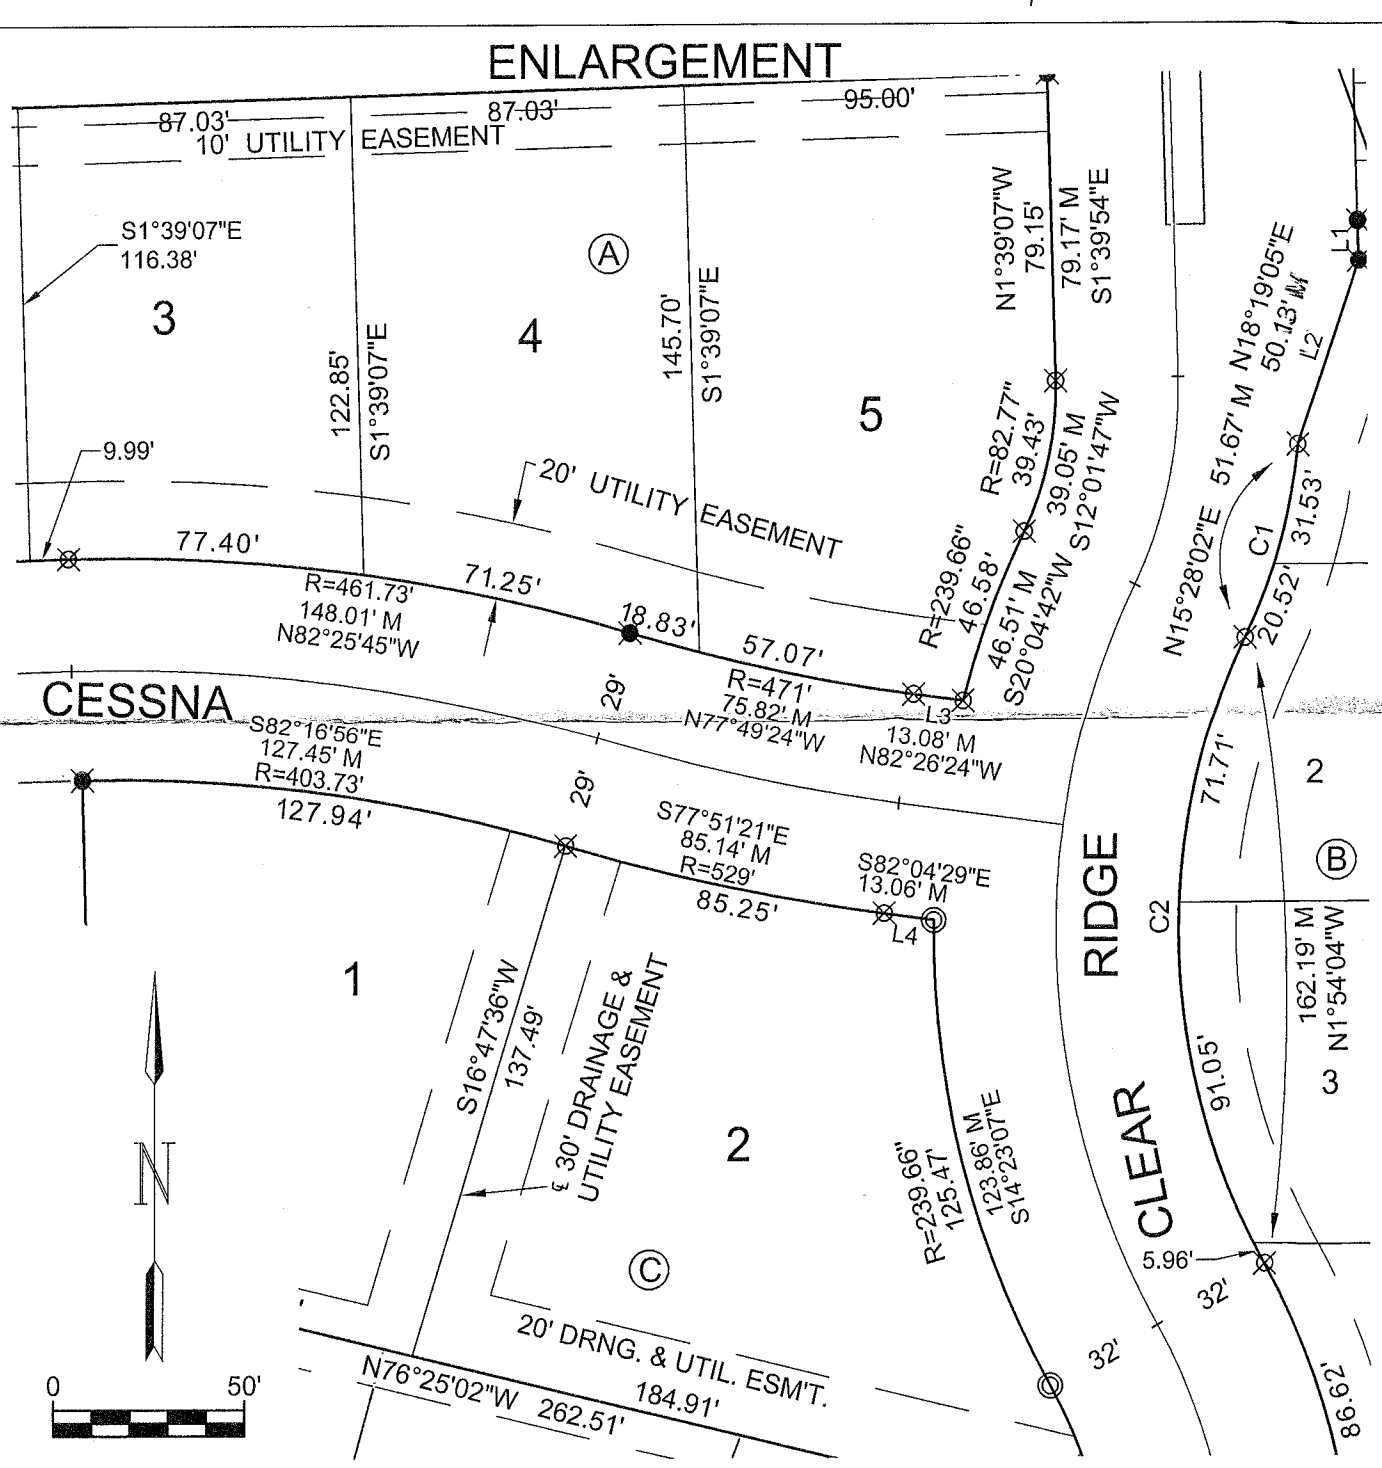 ENLARGEMENT
87.03'
87.03'
95.00'
10' UTILITY EASEMENT
S1°39'07"E
116.38'
3
122.85'
S1°39'07"E
A
4
145.70'
S1°39'07"E
5
N1°39'07"W
79.15'
79.17' M
S1°39'54"E
R=82.77"
39.43'
39.05' M
S12°01'47"W
R=239.66"
46.58'
46.51' M
S20°04'42"W
L1
N18°19'05"E
50.13' M
L2
51.67' M
N15°28'02"E
C1
31.53'
20.52'
9.99'
77.40'
20' UTILITY EASEMENT
R=461.73'
148.01' M
N82°25'45"W
71.25'
18.83'
57.07'
R=471'
75.82' M
N77°49'24"W
L3
13.08' M
N82°26'24"W
CESSNA
29'
29'
S82°16'56"E
127.45' M
R=403.73'
127.94'
S77°51'21"E
85.14' M
R=529'
85.25'
S82°04'29"E
13.06' M
L4
71.71'
2
B
RIDGE
C2
162.19' M
N1°54'04"W
3
91.05'
CLEAR
5.96'
32'
32'
86.62'
1
S16°47'36"W
137.49'
℄ 30' DRAINAGE &
UTILITY EASEMENT
2
R=239.66"
125.47'
123.86' M
S14°23'07"E
C
N
0 50'
'
20' DRNG. & UTIL. ESM'T.
N76°25'02"W 262.51'
184.91'